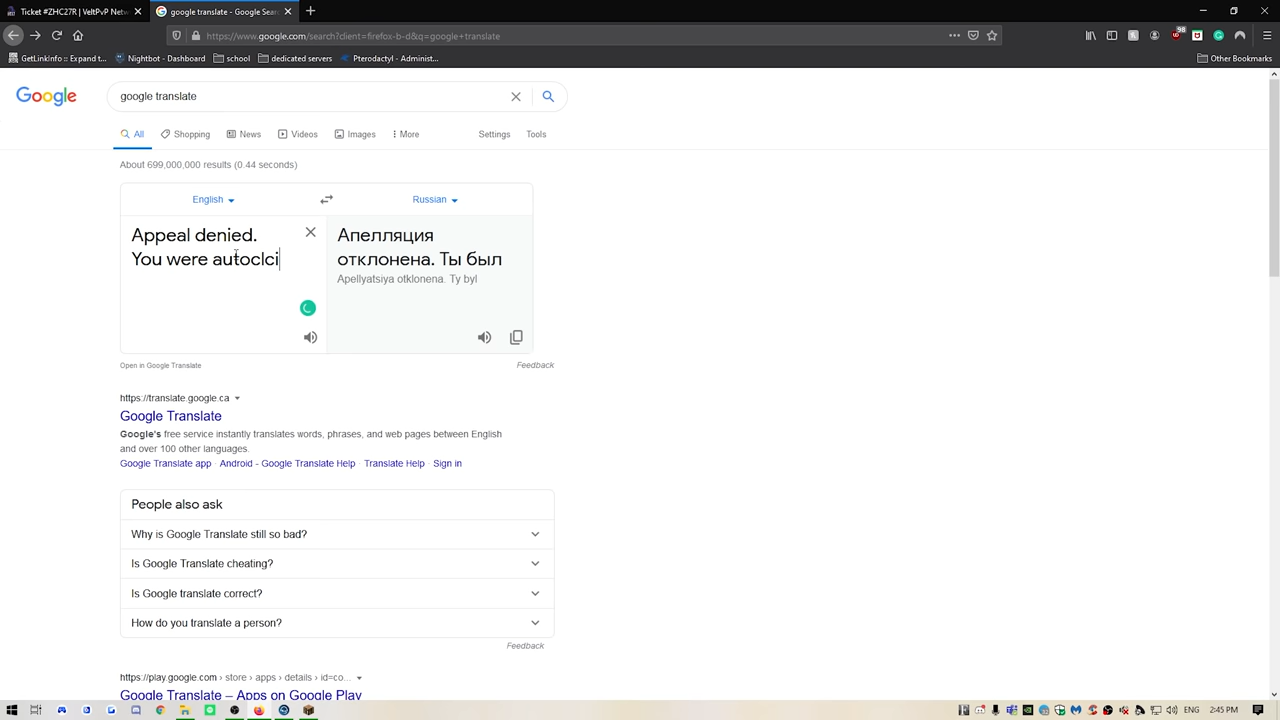 Ticket #ZHC27R | VeltPvP Netw
google translate - Google Sear
https://www.google.com/search?client=firefox-b-d&q=google+translate
98
GetLinkInfo :: Expand t...
Nightbot - Dashboard
school
dedicated servers
Pterodactyl - Administ...
Other Bookmarks
Google
google translate
All
Shopping
News
Videos
Images
More
Settings
Tools
About 699,000,000 results (0.44 seconds)
English
Russian
Appeal denied.
You were autoclci
Апелляция
отклонена. Ты был
Apellyatsiya otklonena. Ty byl
Open in Google Translate
Feedback
https://translate.google.ca
Google Translate
Google's free service instantly translates words, phrases, and web pages between English
and over 100 other languages.
Google Translate app · Android - Google Translate Help · Translate Help · Sign in
People also ask
Why is Google Translate still so bad?
Is Google Translate cheating?
Is Google translate correct?
How do you translate a person?
Feedback
https://play.google.com › store › apps › details › id=co...
Google Translate – Apps on Google Play
ENG
2:45 PM